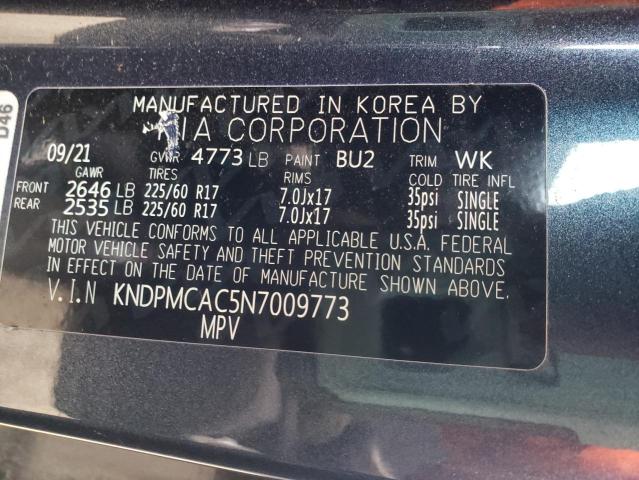 D46
MANUFACTURED IN KOREA BY
IA CORPORATION
09/21 GVWR 4773 LB PAINT BU2 TRIM WK
GAWR TIRES RIMS COLD TIRE INFL
FRONT 2646 LB 225/60 R17 7.0Jx17 35psi SINGLE
REAR 2535 LB 225/60 R17 7.0Jx17 35psi SINGLE
THIS VEHICLE CONFORMS TO ALL APPLICABLE U.S.A. FEDERAL
MOTOR VEHICLE SAFETY AND THEFT PREVENTION STANDARDS
IN EFFECT ON THE DATE OF MANUFACTURE SHOWN ABOVE.
V.I.N KNDPMCAC5N7009773
MPV